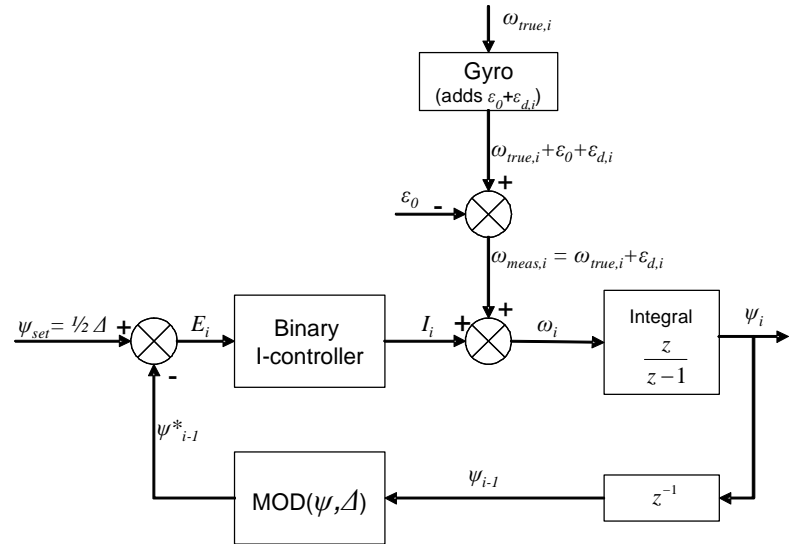 ω_true,i
Gyro
(adds ε_0+ε_d,i)
ω_true,i+ε_0+ε_d,i
+
ε_0
-
ω_meas,i = ω_true,i+ε_d,i
ψ_set= ½ Δ
+
-
E_i
Binary
I-controller
I_i
+
+
ω_i
Integral
z
z−1
ψ_i
ψ*_i-1
MOD(ψ,Δ)
ψ_i-1
z^-1